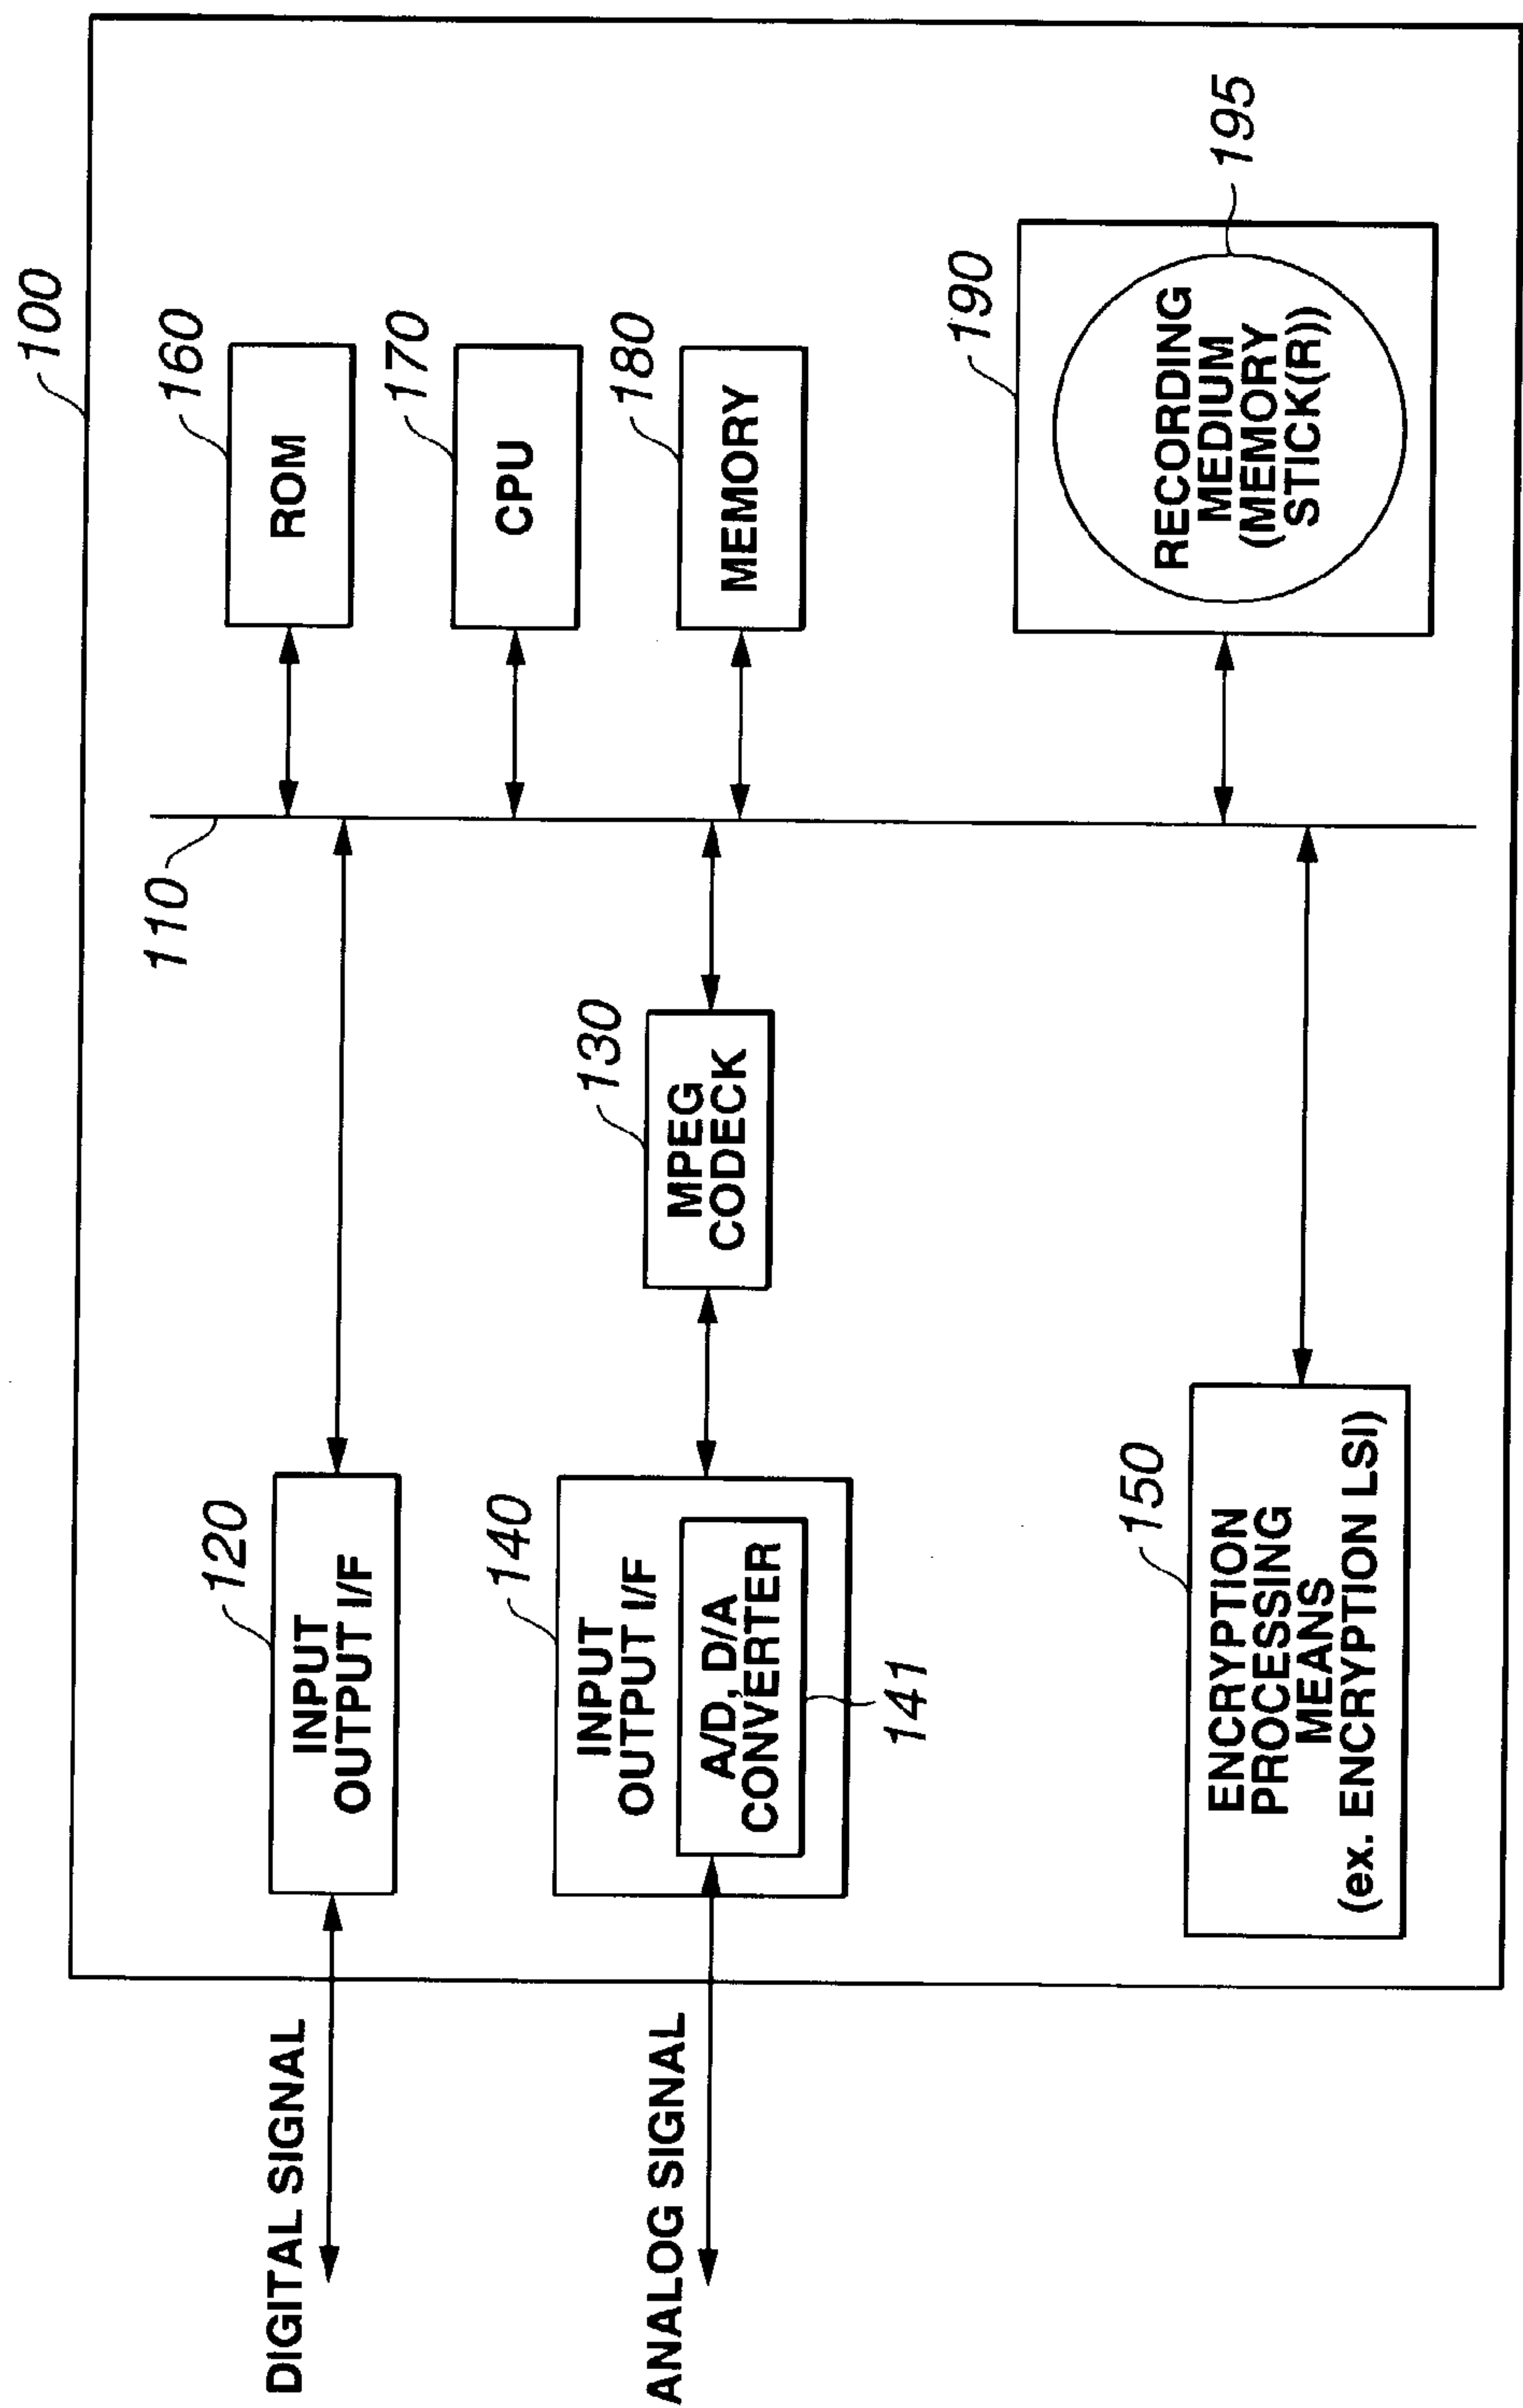 100
DIGITAL SIGNAL
120
INPUT
OUTPUT I/F
110
160
ROM
170
CPU
ANALOG SIGNAL
140
INPUT
OUTPUT I/F
A/D, D/A
CONVERTER
141
130
MPEG
CODECK
180
MEMORY
150
ENCRYPTION
PROCESSING
MEANS
(ex. ENCRYPTION LSI)
190
RECORDING
MEDIUM
(MEMORY
STICK(R))
195